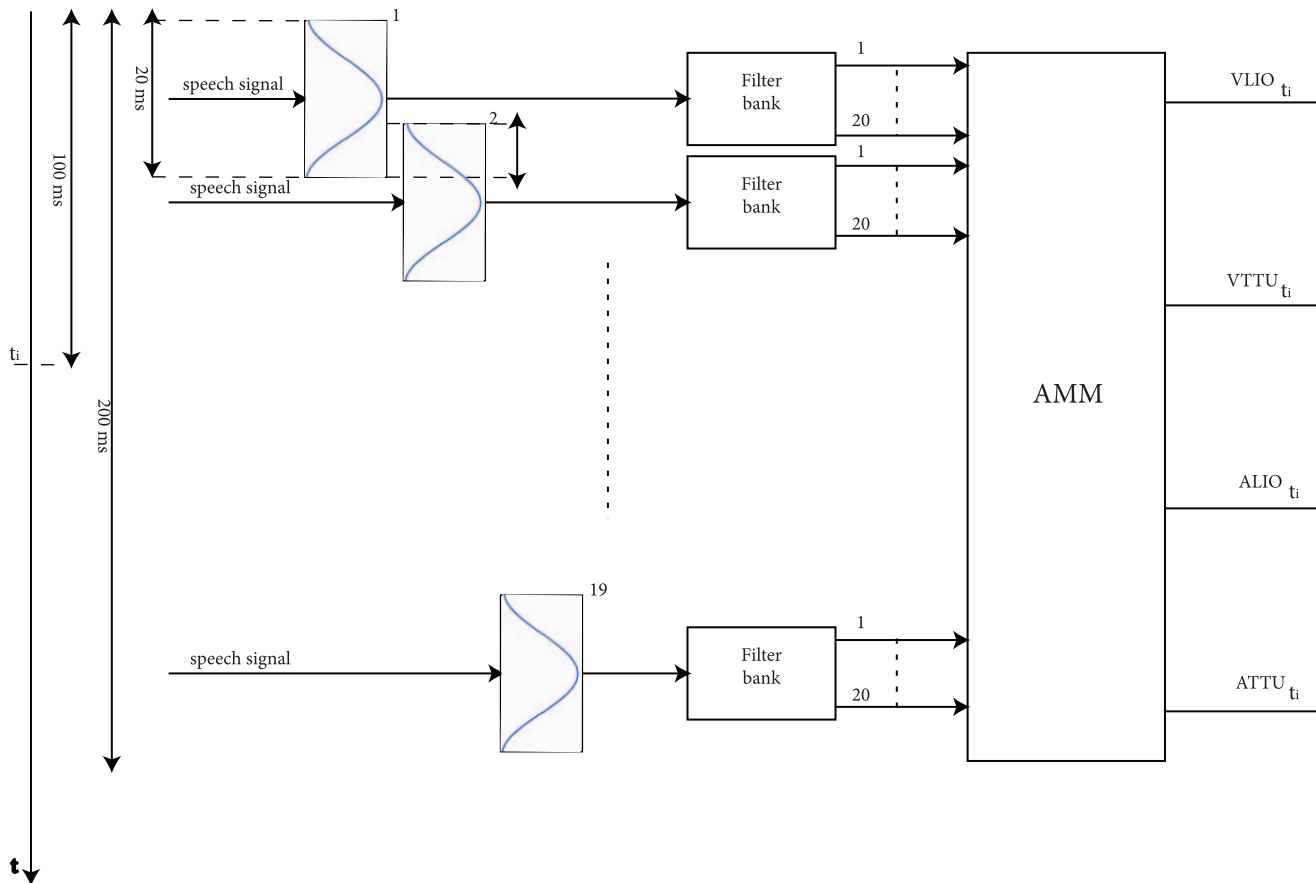 1
20 ms
speech signal
Filter
bank
1
20
VLIO ti
2
100 ms
speech signal
Filter
bank
1
20
VTTU ti
ti
200 ms
AMM
ALIO ti
19
speech signal
Filter
bank
1
20
ATTU ti
t